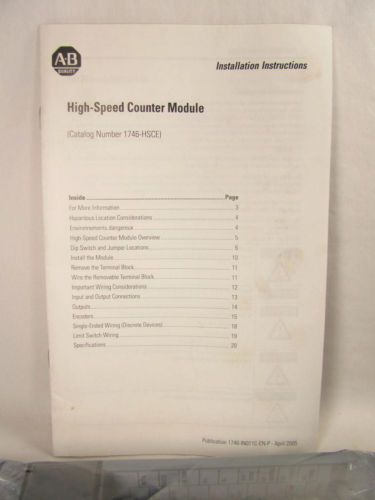 A-B
QUALITY
Installation Instructions
High-Speed Counter Module
(Catalog Number 1746-HSCE)
Inside Page
For More Information 3
Hazardous Location Considerations 4
Environnements dangereux 4
High-Speed Counter Module Overview 5
Dip Switch and Jumper Locations 6
Install the Module 10
Remove the Terminal Block 11
Wire the Removable Terminal Block 11
Important Wiring Considerations 12
Input and Output Connections 13
Outputs 14
Encoders 15
Single-Ended Wiring (Discrete Devices) 18
Limit Switch Wiring 19
Specifications 20
Publication 1746-IN011C-EN-P - April 2005